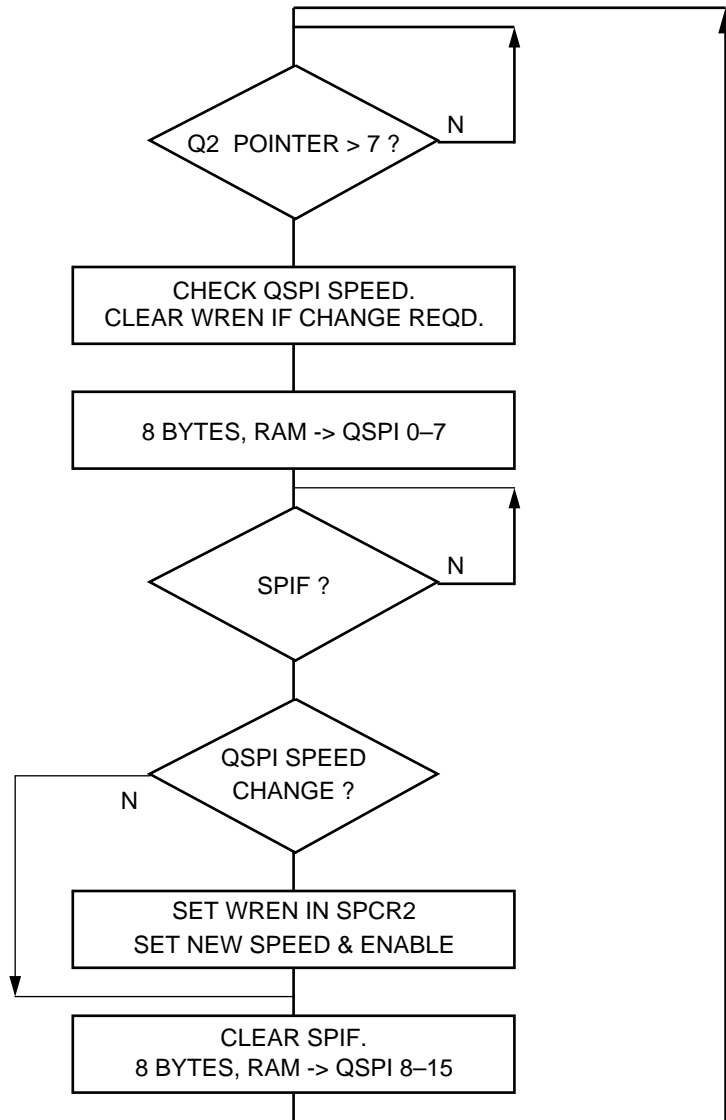 Q2 POINTER > 7 ?
N
CHECK QSPI SPEED.
CLEAR WREN IF CHANGE REQD.
8 BYTES, RAM -> QSPI 0–7
SPIF ?
N
QSPI SPEED
CHANGE ?
N
SET WREN IN SPCR2
SET NEW SPEED & ENABLE
CLEAR SPIF.
8 BYTES, RAM -> QSPI 8–15